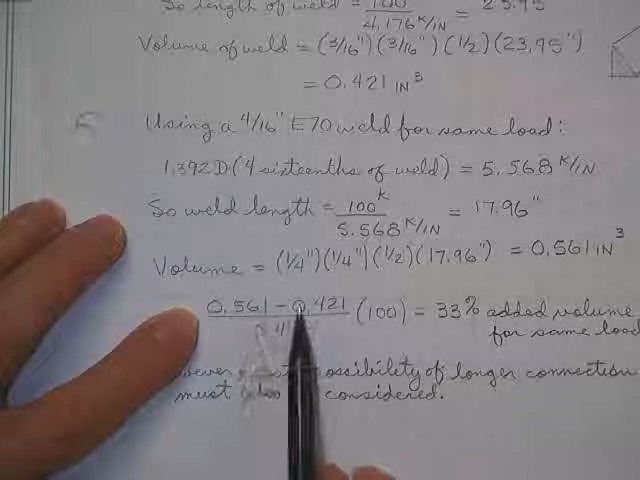 So length of weld = 100 / 4.176 K/IN = 23.95
Volume of weld = (3/16")(3/16")(1/2)(23.95")
= 0.421 IN³
Using a 4/16" E70 weld for same load:
1.392D (4 sixteenths of weld) = 5.568 K/IN
So weld length = 100ᴷ / 5.568 K/IN = 17.96"
Volume = (1/4")(1/4")(1/2)(17.96") = 0.561 IN³
0.561 - 0.421 (100) = 33% added volume
for same load
possibility of longer connection
must considered.